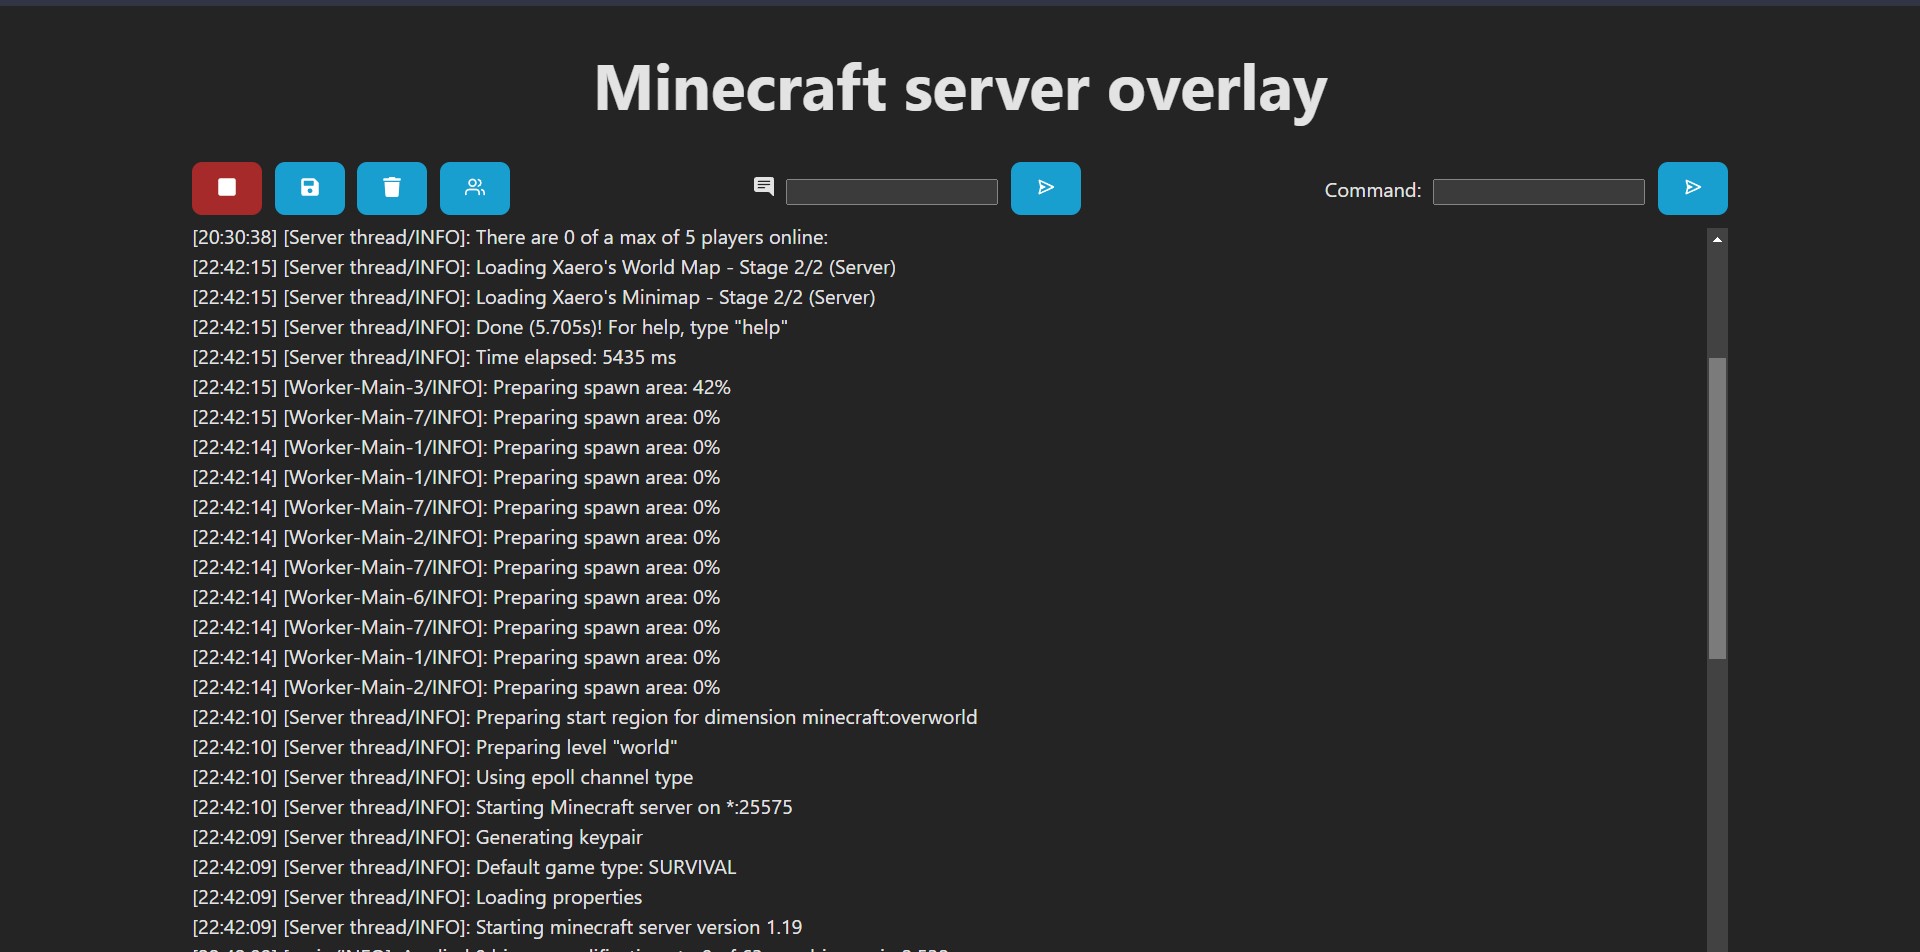 Minecraft server overlay
Command:
[20:30:38] [Server thread/INFO]: There are 0 of a max of 5 players online:
[22:42:15] [Server thread/INFO]: Loading Xaero's World Map - Stage 2/2 (Server)
[22:42:15] [Server thread/INFO]: Loading Xaero's Minimap - Stage 2/2 (Server)
[22:42:15] [Server thread/INFO]: Done (5.705s)! For help, type "help"
[22:42:15] [Server thread/INFO]: Time elapsed: 5435 ms
[22:42:15] [Worker-Main-3/INFO]: Preparing spawn area: 42%
[22:42:15] [Worker-Main-7/INFO]: Preparing spawn area: 0%
[22:42:14] [Worker-Main-1/INFO]: Preparing spawn area: 0%
[22:42:14] [Worker-Main-1/INFO]: Preparing spawn area: 0%
[22:42:14] [Worker-Main-7/INFO]: Preparing spawn area: 0%
[22:42:14] [Worker-Main-2/INFO]: Preparing spawn area: 0%
[22:42:14] [Worker-Main-7/INFO]: Preparing spawn area: 0%
[22:42:14] [Worker-Main-6/INFO]: Preparing spawn area: 0%
[22:42:14] [Worker-Main-7/INFO]: Preparing spawn area: 0%
[22:42:14] [Worker-Main-1/INFO]: Preparing spawn area: 0%
[22:42:14] [Worker-Main-2/INFO]: Preparing spawn area: 0%
[22:42:10] [Server thread/INFO]: Preparing start region for dimension minecraft:overworld
[22:42:10] [Server thread/INFO]: Preparing level "world"
[22:42:10] [Server thread/INFO]: Using epoll channel type
[22:42:10] [Server thread/INFO]: Starting Minecraft server on *:25575
[22:42:09] [Server thread/INFO]: Generating keypair
[22:42:09] [Server thread/INFO]: Default game type: SURVIVAL
[22:42:09] [Server thread/INFO]: Loading properties
[22:42:09] [Server thread/INFO]: Starting minecraft server version 1.19